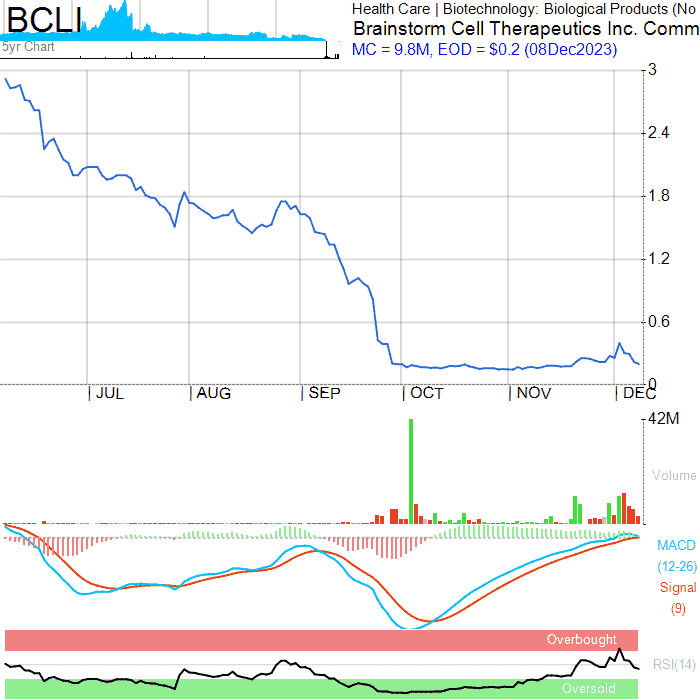 BCLI
5yr Chart
Health Care | Biotechnology: Biological Products (No
Brainstorm Cell Therapeutics Inc. Comm
MC = 9.8M, EOD = $0.2 (08Dec2023)
3
2.4
1.8
1.2
0.6
0
JUL
AUG
SEP
OCT
NOV
DEC
42M
Volume
MACD
(12-26)
Signal
(9)
Overbought
RSI(14)
Oversold